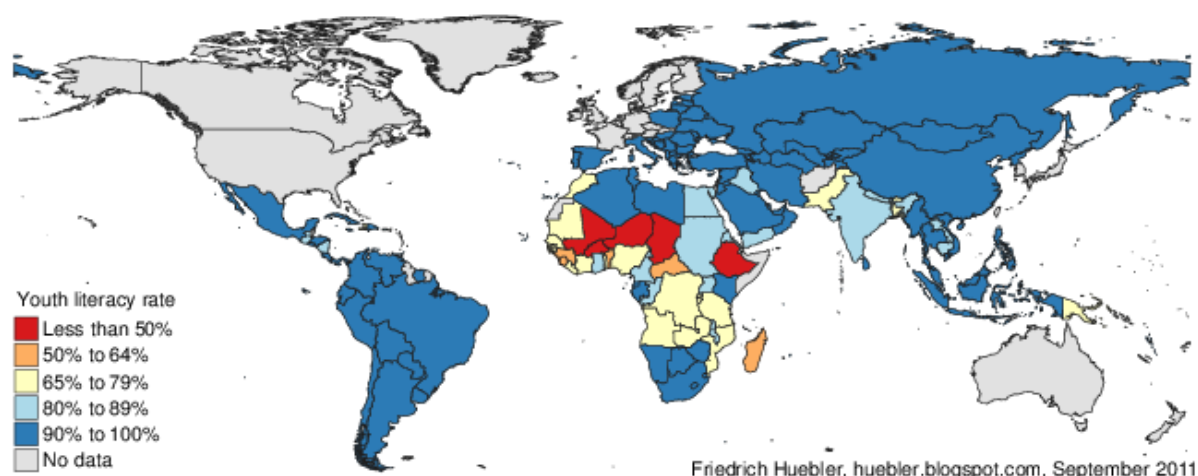 Youth literacy rate
Less than 50%
50% to 64%
65% to 79%
80% to 89%
90% to 100%
No data
Friedrich Huebler, huebler.blogspot.com, September 2011